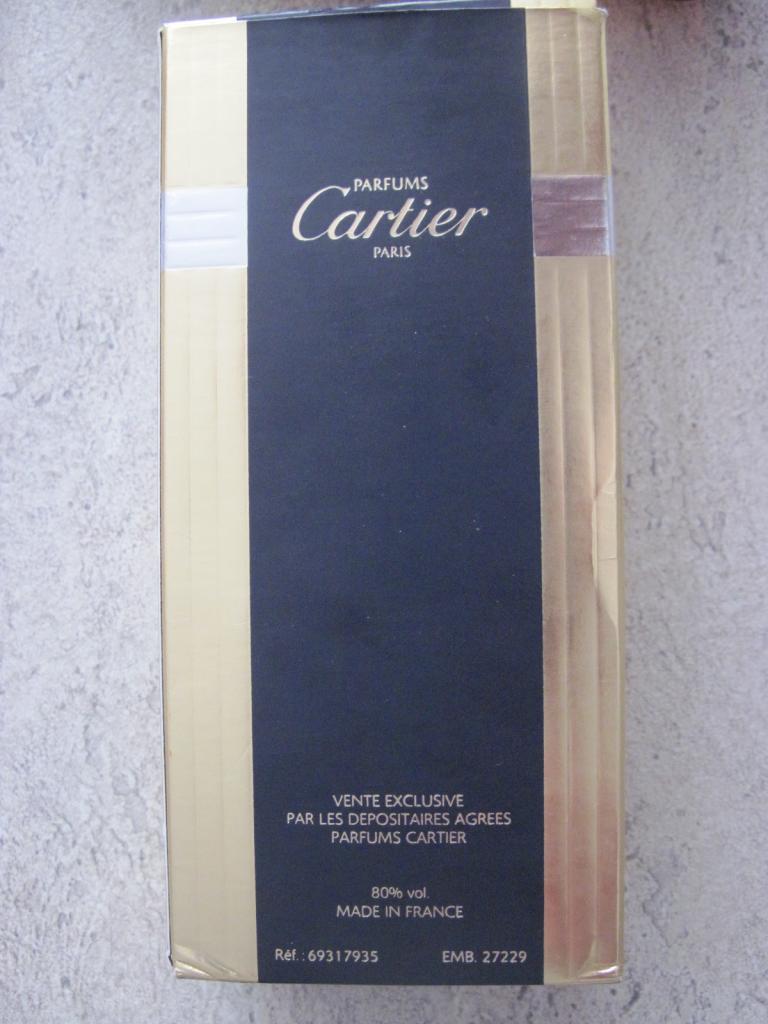 PARFUMS
Cartier
PARIS
VENTE EXCLUSIVE
PAR LES DEPOSITAIRES AGREES
PARFUMS CARTIER
80% vol.
MADE IN FRANCE
Réf.: 69317935 EMB. 27229